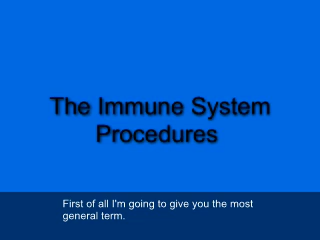 The Immune System
Procedures
First of all I'm going to give you the most
general term.